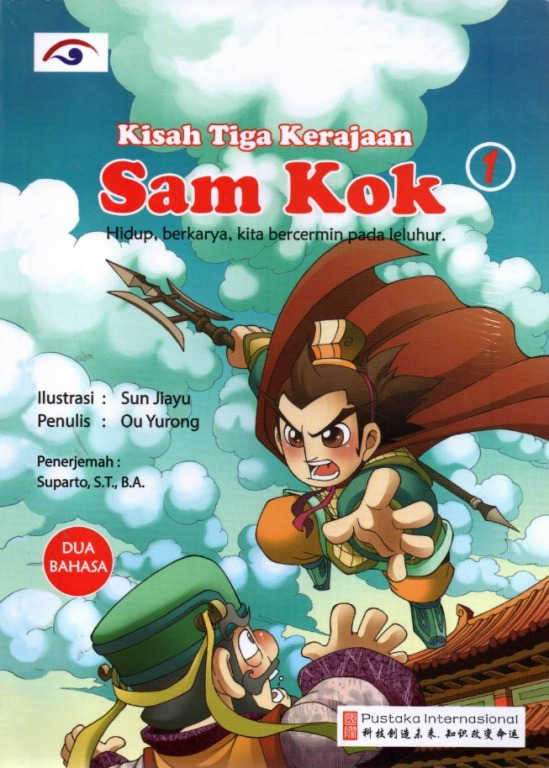 Kisah Tiga Kerajaan
Sam Kok
1
Hidup, berkarya, kita bercermin pada leluhur.
Ilustrasi : Sun Jiayu
Penulis : Ou Yurong
Penerjemah :
Suparto, S.T., B.A.
DUA
BAHASA
Pustaka Internasional
科技创造未来，知识改变命运